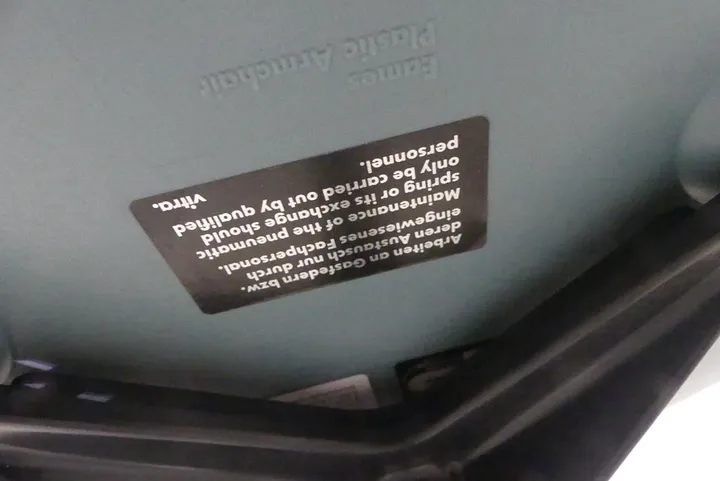 Eames
Plastic Armchair
Arbeiten an Gasfedern bzw.
deren Austausch nur durch
eingewiesenes Fachpersonal.
Maintenance of the pneumatic
spring or its exchange should
only be carried out by qualified
personnel.
vitra.